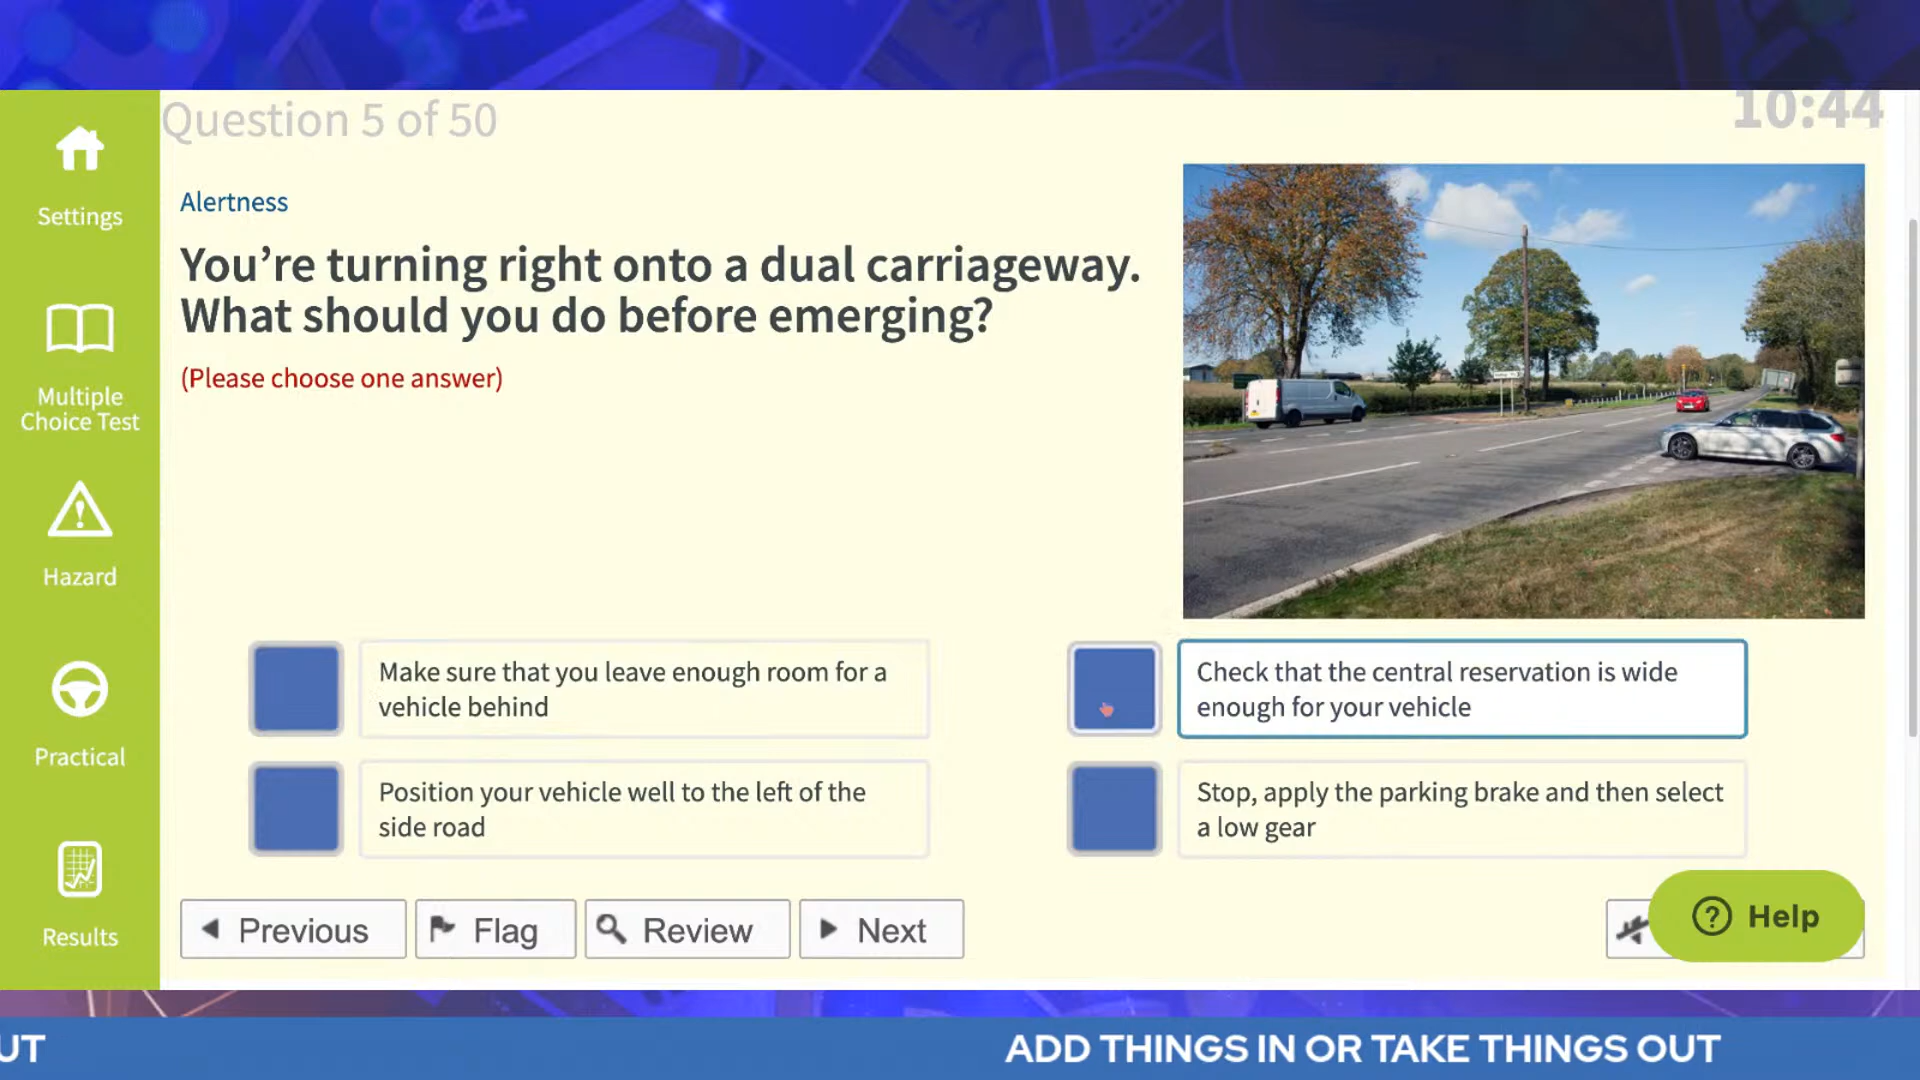 Question 5 of 50
10:44
Settings
Multiple
Choice Test
Hazard
Practical
Results
Alertness
You’re turning right onto a dual carriageway.
What should you do before emerging?
(Please choose one answer)
Make sure that you leave enough room for a
vehicle behind
Check that the central reservation is wide
enough for your vehicle
Position your vehicle well to the left of the
side road
Stop, apply the parking brake and then select
a low gear
Previous
Flag
Review
Next
Help
UT
ADD THINGS IN OR TAKE THINGS OUT